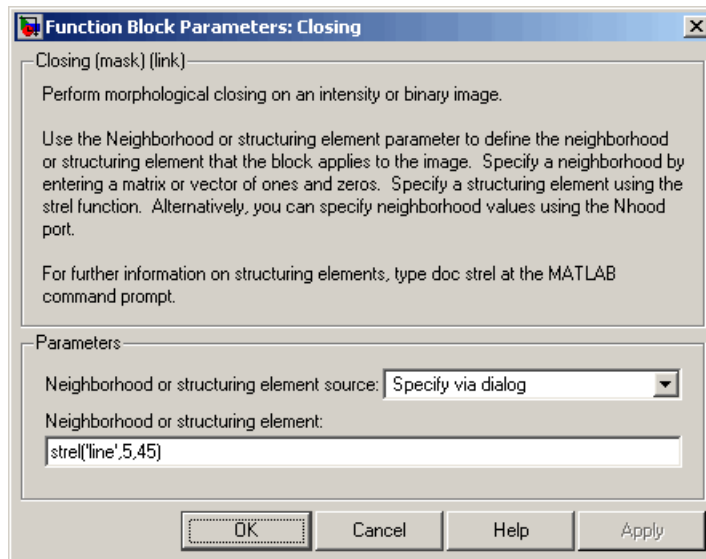 Function Block Parameters: Closing
Closing (mask) (link)
Perform morphological closing on an intensity or binary image.
Use the Neighborhood or structuring element parameter to define the neighborhood
or structuring element that the block applies to the image.  Specify a neighborhood by
entering a matrix or vector of ones and zeros.  Specify a structuring element using the
strel function.  Alternatively, you can specify neighborhood values using the Nhood
port.
For further information on structuring elements, type doc strel at the MATLAB
command prompt.
Parameters
Neighborhood or structuring element source: Specify via dialog
Neighborhood or structuring element:
strel('line',5,45)
OK Cancel Help Apply